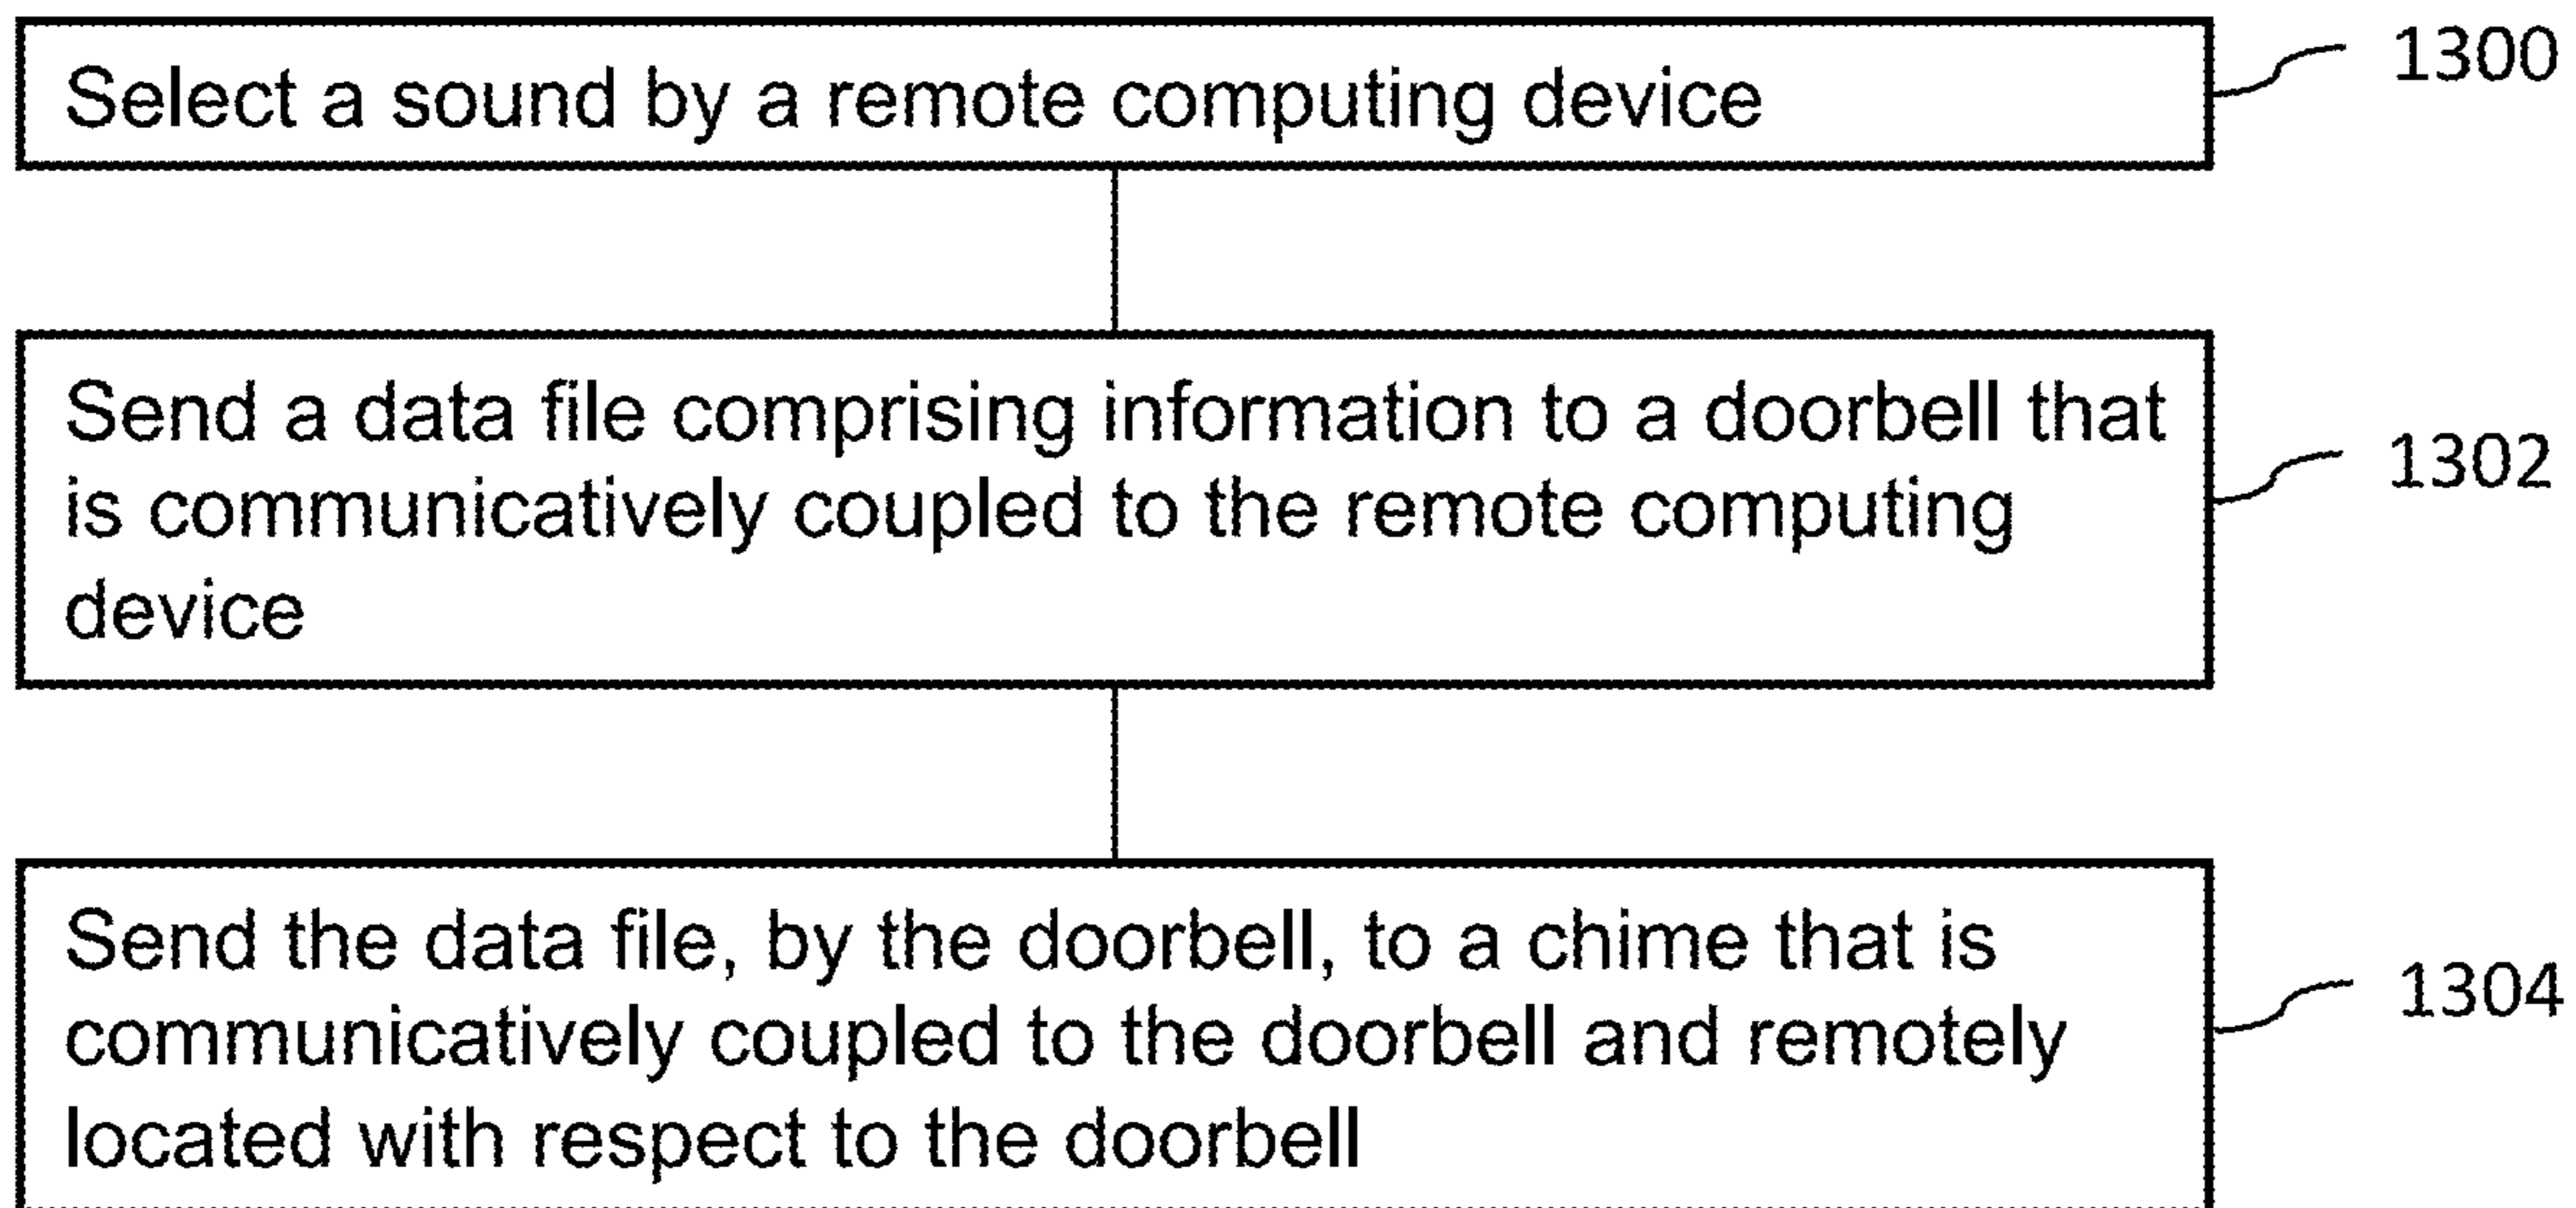 Select a sound by a remote computing device
1300
Send a data file comprising information to a doorbell that
is communicatively coupled to the remote computing
device
1302
Send the data file, by the doorbell, to a chime that is
communicatively coupled to the doorbell and remotely
located with respect to the doorbell
1304